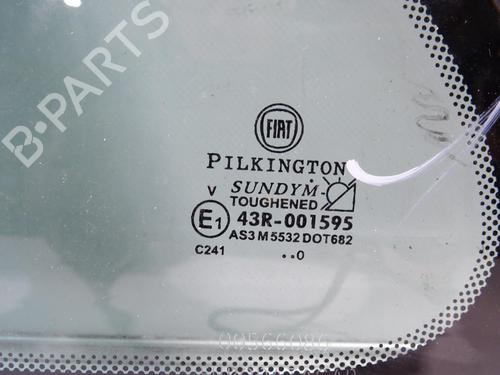 B-PARTS
FIAT
PILKINGTON
V SUNDYM
TOUGHENED
E1 43R-001595
AS3 M5532 DOT682
C241 ..0